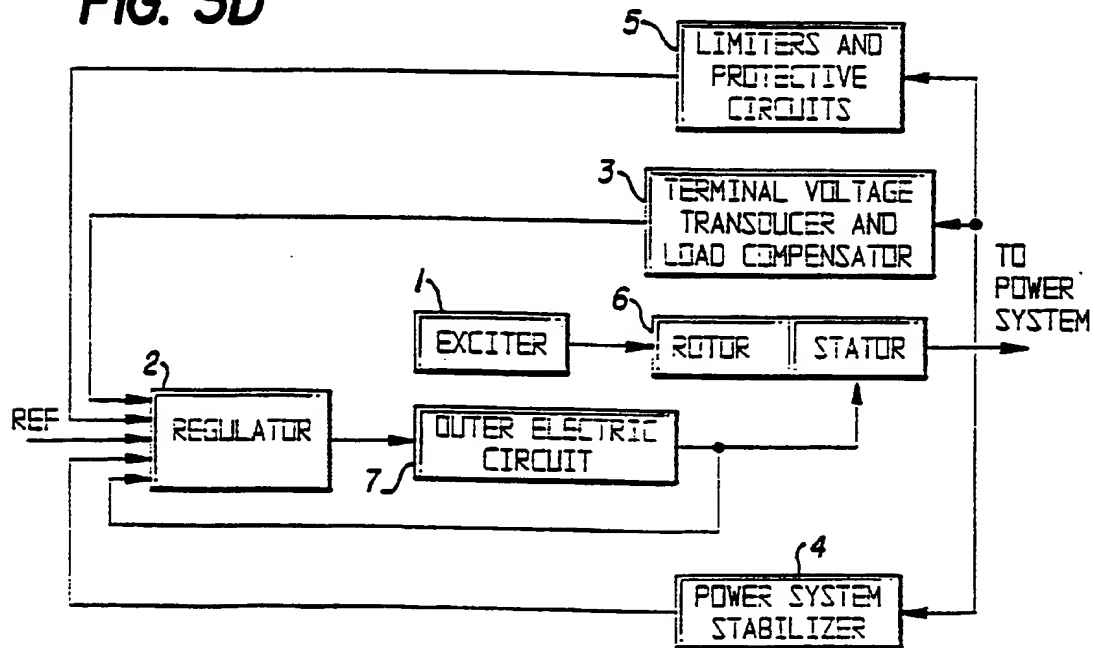 FIG. 5D
5
LIMITERS AND
PROTECTIVE
CIRCUITS
3
TERMINAL VOLTAGE
TRANSDUCER AND
LOAD COMPENSATOR
TO
POWER
SYSTEM
1
EXCITER
6
ROTOR
STATOR
2
REF
REGULATOR
OUTER ELECTRIC
CIRCUIT
7
4
POWER SYSTEM
STABILIZER